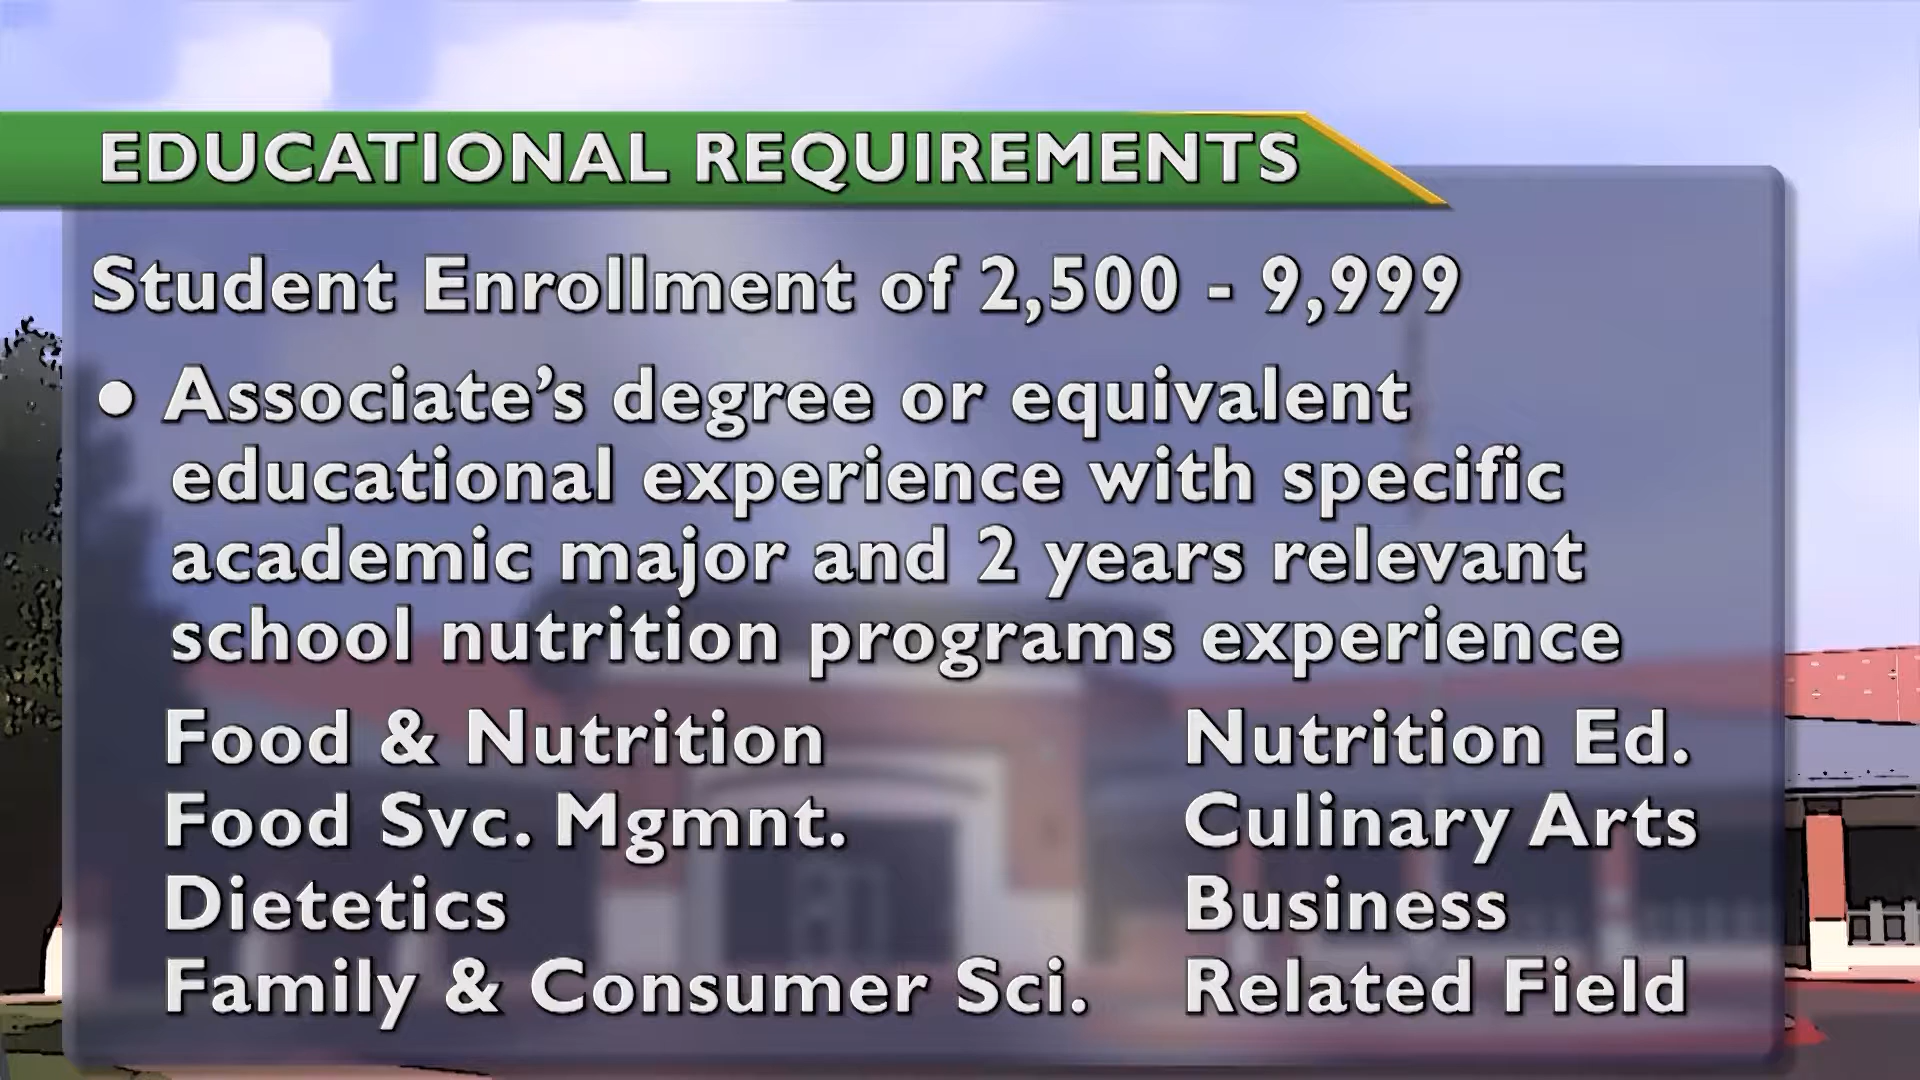 EDUCATIONAL REQUIREMENTS
Student Enrollment of 2,500 - 9,999
• Associate’s degree or equivalent
educational experience with specific
academic major and 2 years relevant
school nutrition programs experience
Food & Nutrition
Food Svc. Mgmnt.
Dietetics
Family & Consumer Sci.
Nutrition Ed.
Culinary Arts
Business
Related Field